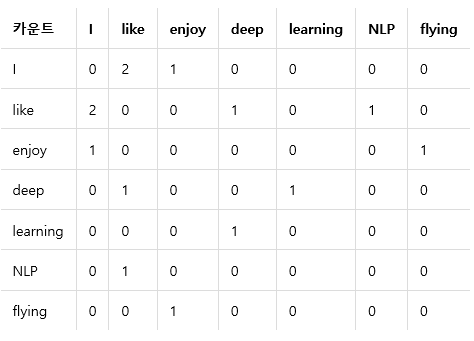 카운트 I like enjoy deep learning NLP flying
I 0 2 1 0 0 0 0
like 2 0 0 1 0 1 0
enjoy 1 0 0 0 0 0 1
deep 0 1 0 0 1 0 0
learning 0 0 0 1 0 0 0
NLP 0 1 0 0 0 0 0
flying 0 0 1 0 0 0 0